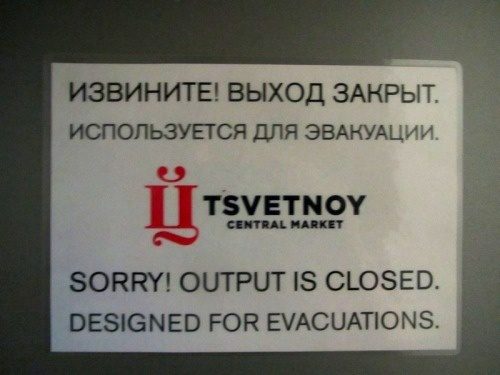 ИЗВИНИТЕ! ВЫХОД ЗАКРЫТ.
ИСПОЛЬЗУЕТСЯ ДЛЯ ЭВАКУАЦИИ.
Ц TSVETNOY
CENTRAL MARKET
SORRY! OUTPUT IS CLOSED.
DESIGNED FOR EVACUATIONS.